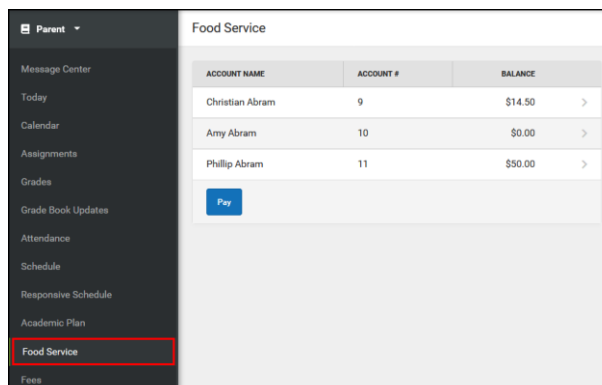 Parent
Food Service
Message Center
Today
Calendar
Assignments
Grades
Grade Book Updates
Attendance
Schedule
Responsive Schedule
Academic Plan
Food Service
Fees
ACCOUNT NAME ACCOUNT # BALANCE
Christian Abram 9 $14.50
Amy Abram 10 $0.00
Phillip Abram 11 $50.00
Pay